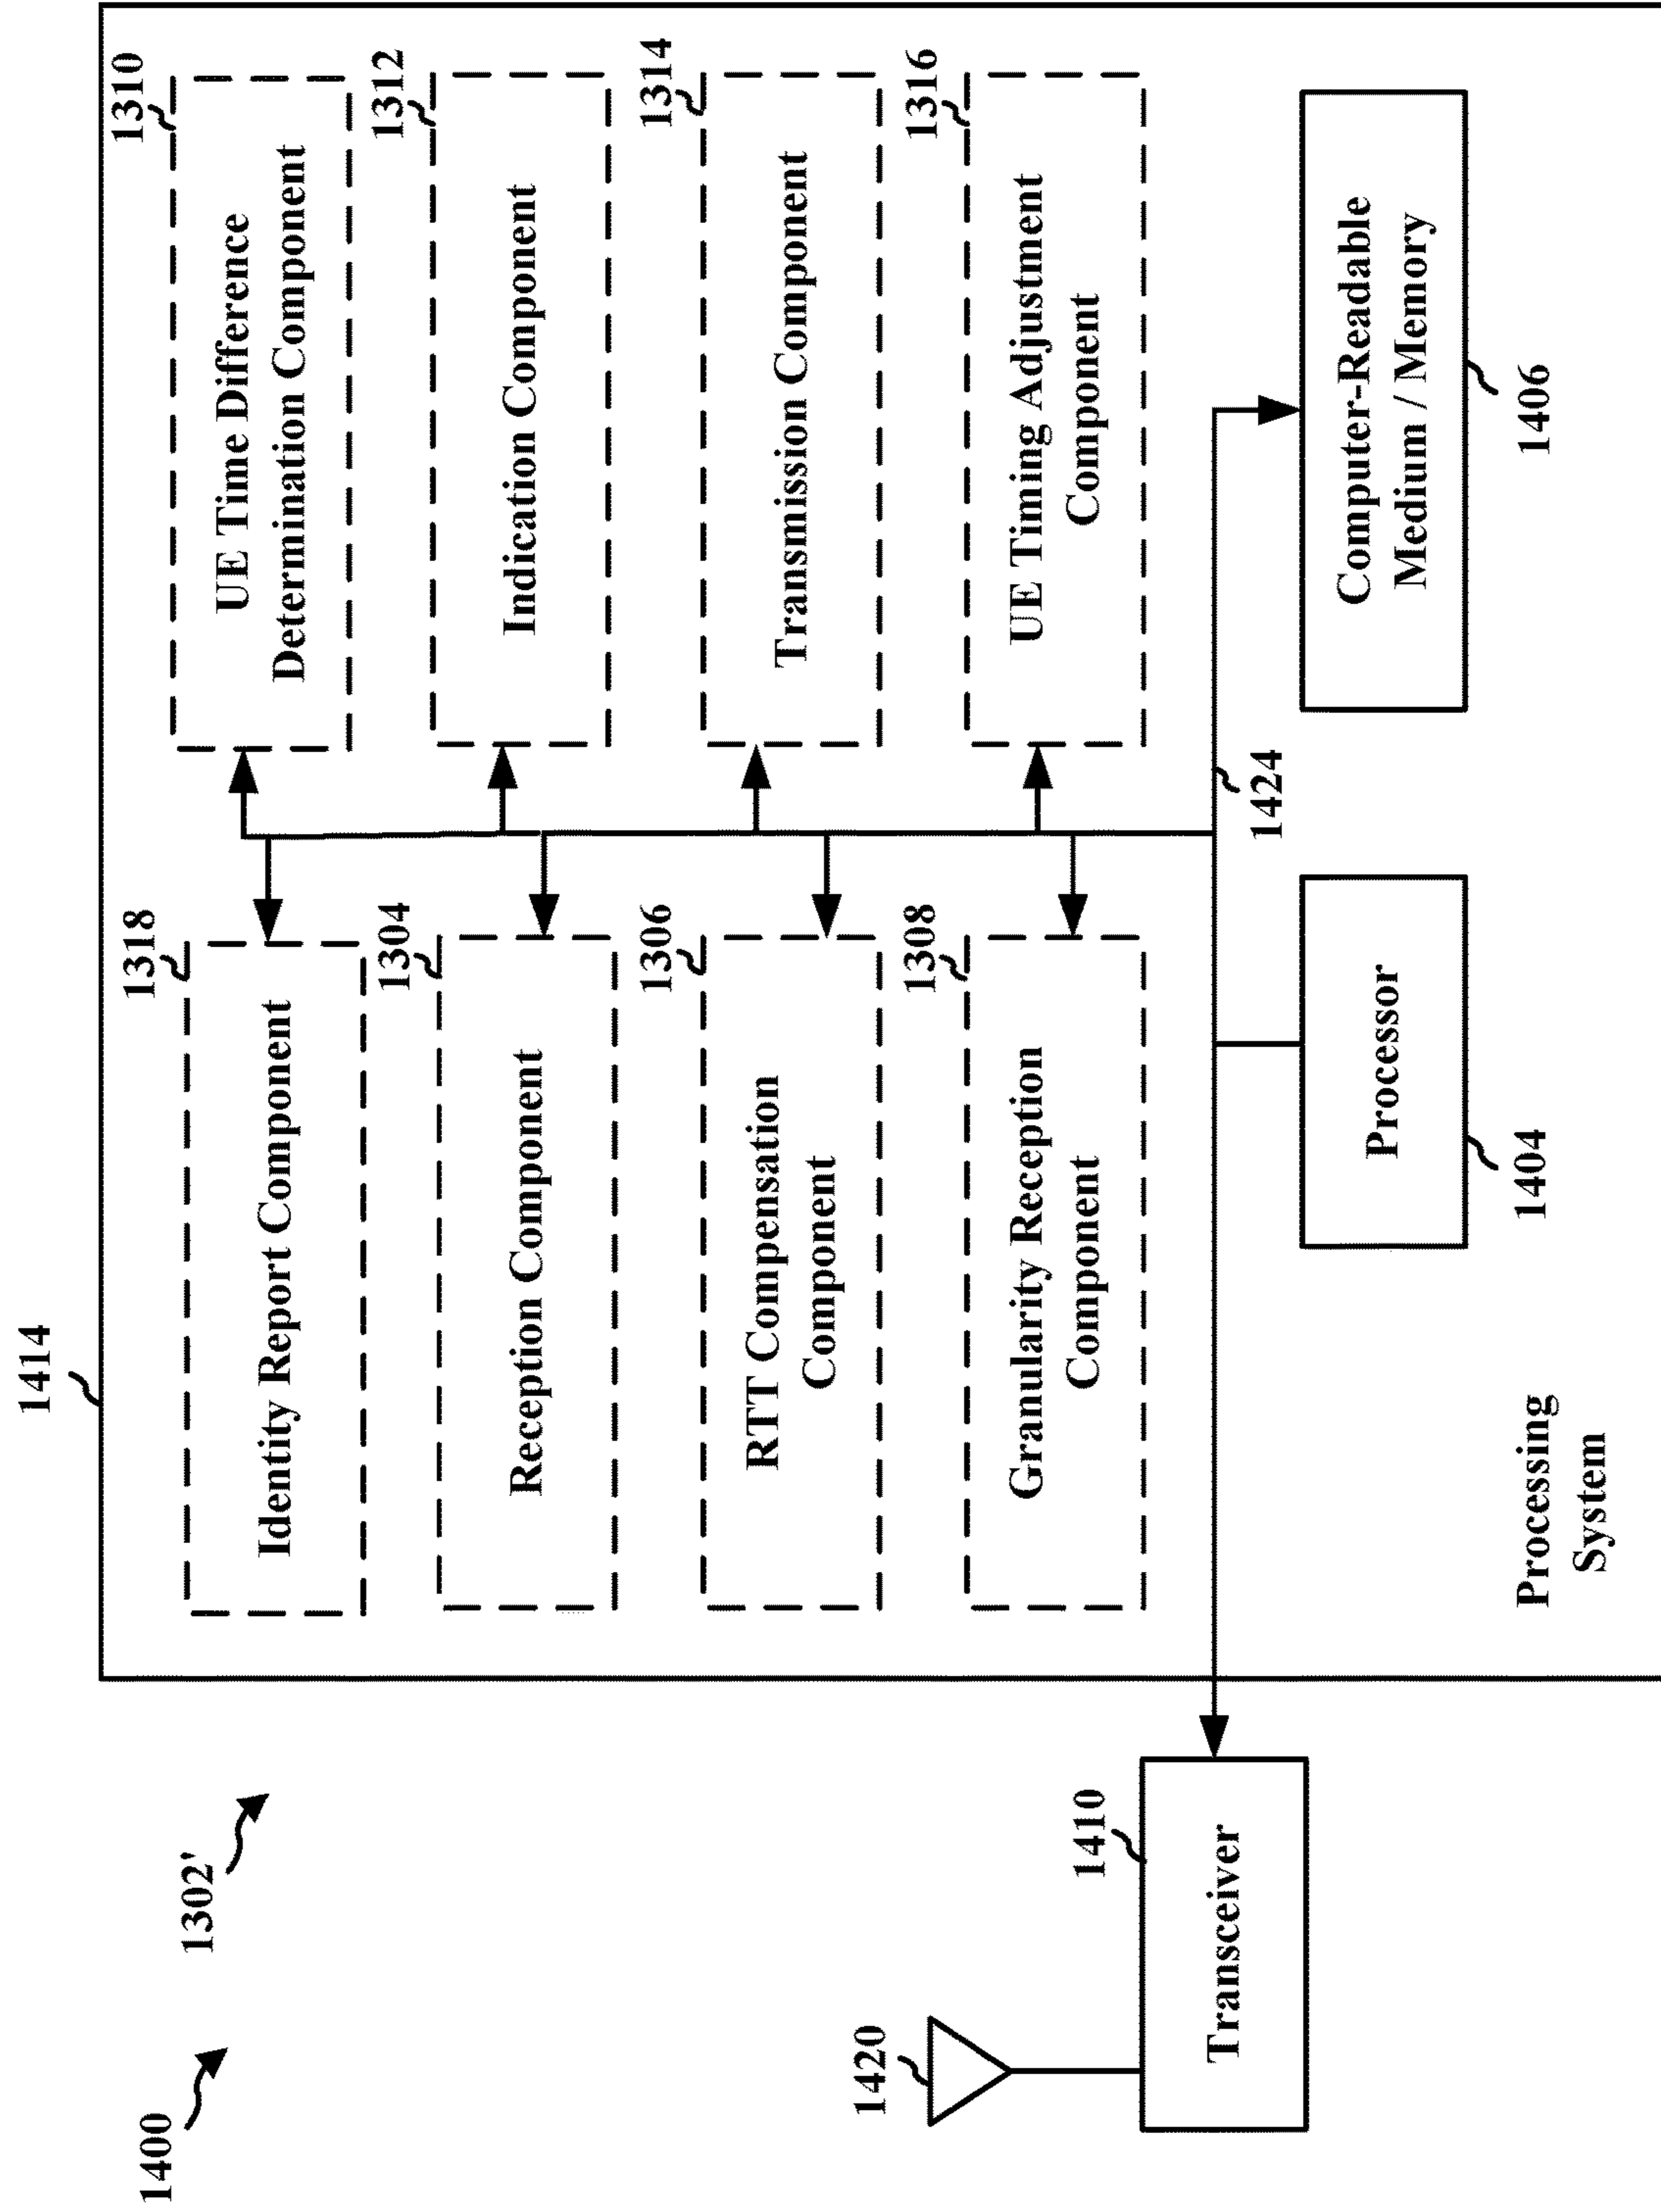 1400
1302'
1414
1318
Identity Report Component
1310
UE Time Difference
Determination Component
1304
Reception Component
1312
Indication Component
1306
RTT Compensation
Component
1314
Transmission Component
1308
Granularity Reception
Component
1316
UE Timing Adjustment
Component
1420
1410
Transceiver
1424
Processor
1404
Computer-Readable
Medium / Memory
1406
Processing
System